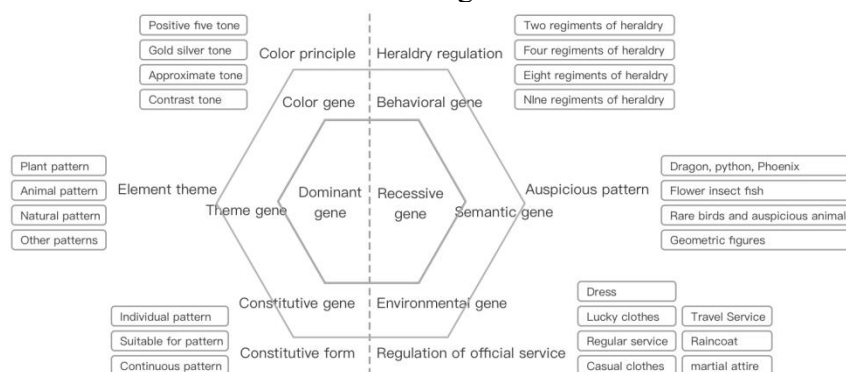 Positive five tone
Gold silver tone
Approximate tone
Contrast tone
Color principle
Heraldry regulation
Two regiments of heraldry
Four regiments of heraldry
Eight regiments of heraldry
NIne regiments of heraldry
Color gene
Behavioral gene
Plant pattern
Animal pattern
Natural pattern
Other patterns
Element theme
Theme gene
Dominant
gene
Recessive
gene
Semantic gene
Auspicious pattern
Dragon, python, Phoenix
Flower insect fish
Rare birds and auspicious animal
Geometric figures
Constitutive gene
Environmental gene
Individual pattern
Suitable for pattern
Continuous pattern
Constitutive form
Regulation of official service
Dress
Lucky clothes
Travel Service
Regular service
Raincoat
Casual clothes
martial attire